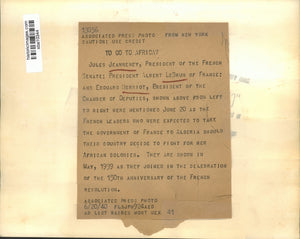 13056
ASSOCIATED PRESS PHOTO FROM NEW YORK
CAUTION: USE CREDIT
TO GO TO AFRICA?
JULES JEANNENEY, PRESIDENT OF THE FRENCH
SENATE; PRESIDENT ALBERT LEBRUN OF FRANCE;
AND EDOUARD HERRIOT, PRESIDENT OF THE
CHAMBER OF DEPUTIES, SHOWN ABOVE FROM LEFT
TO RIGHT WERE MENTIONED JUNE 20 AS THE
FRENCH LEADERS WHO WERE EXPECTED TO TAKE
THE GOVERNMENT OF FRANCE TO ALGERIA SHOULD
THEIR COUNTRY DECIDE TO FIGHT FOR HER
AFRICAN COLONIES. THEY ARE SHOWN IN
MAY, 1939 AS THEY JOINED IN THE CELEBRATION
OF THE 150TH ANNIVERSARY OF THE FRENCH
REVOLUTION.
ASSOCIATED PRESS PHOTO
6/20/40